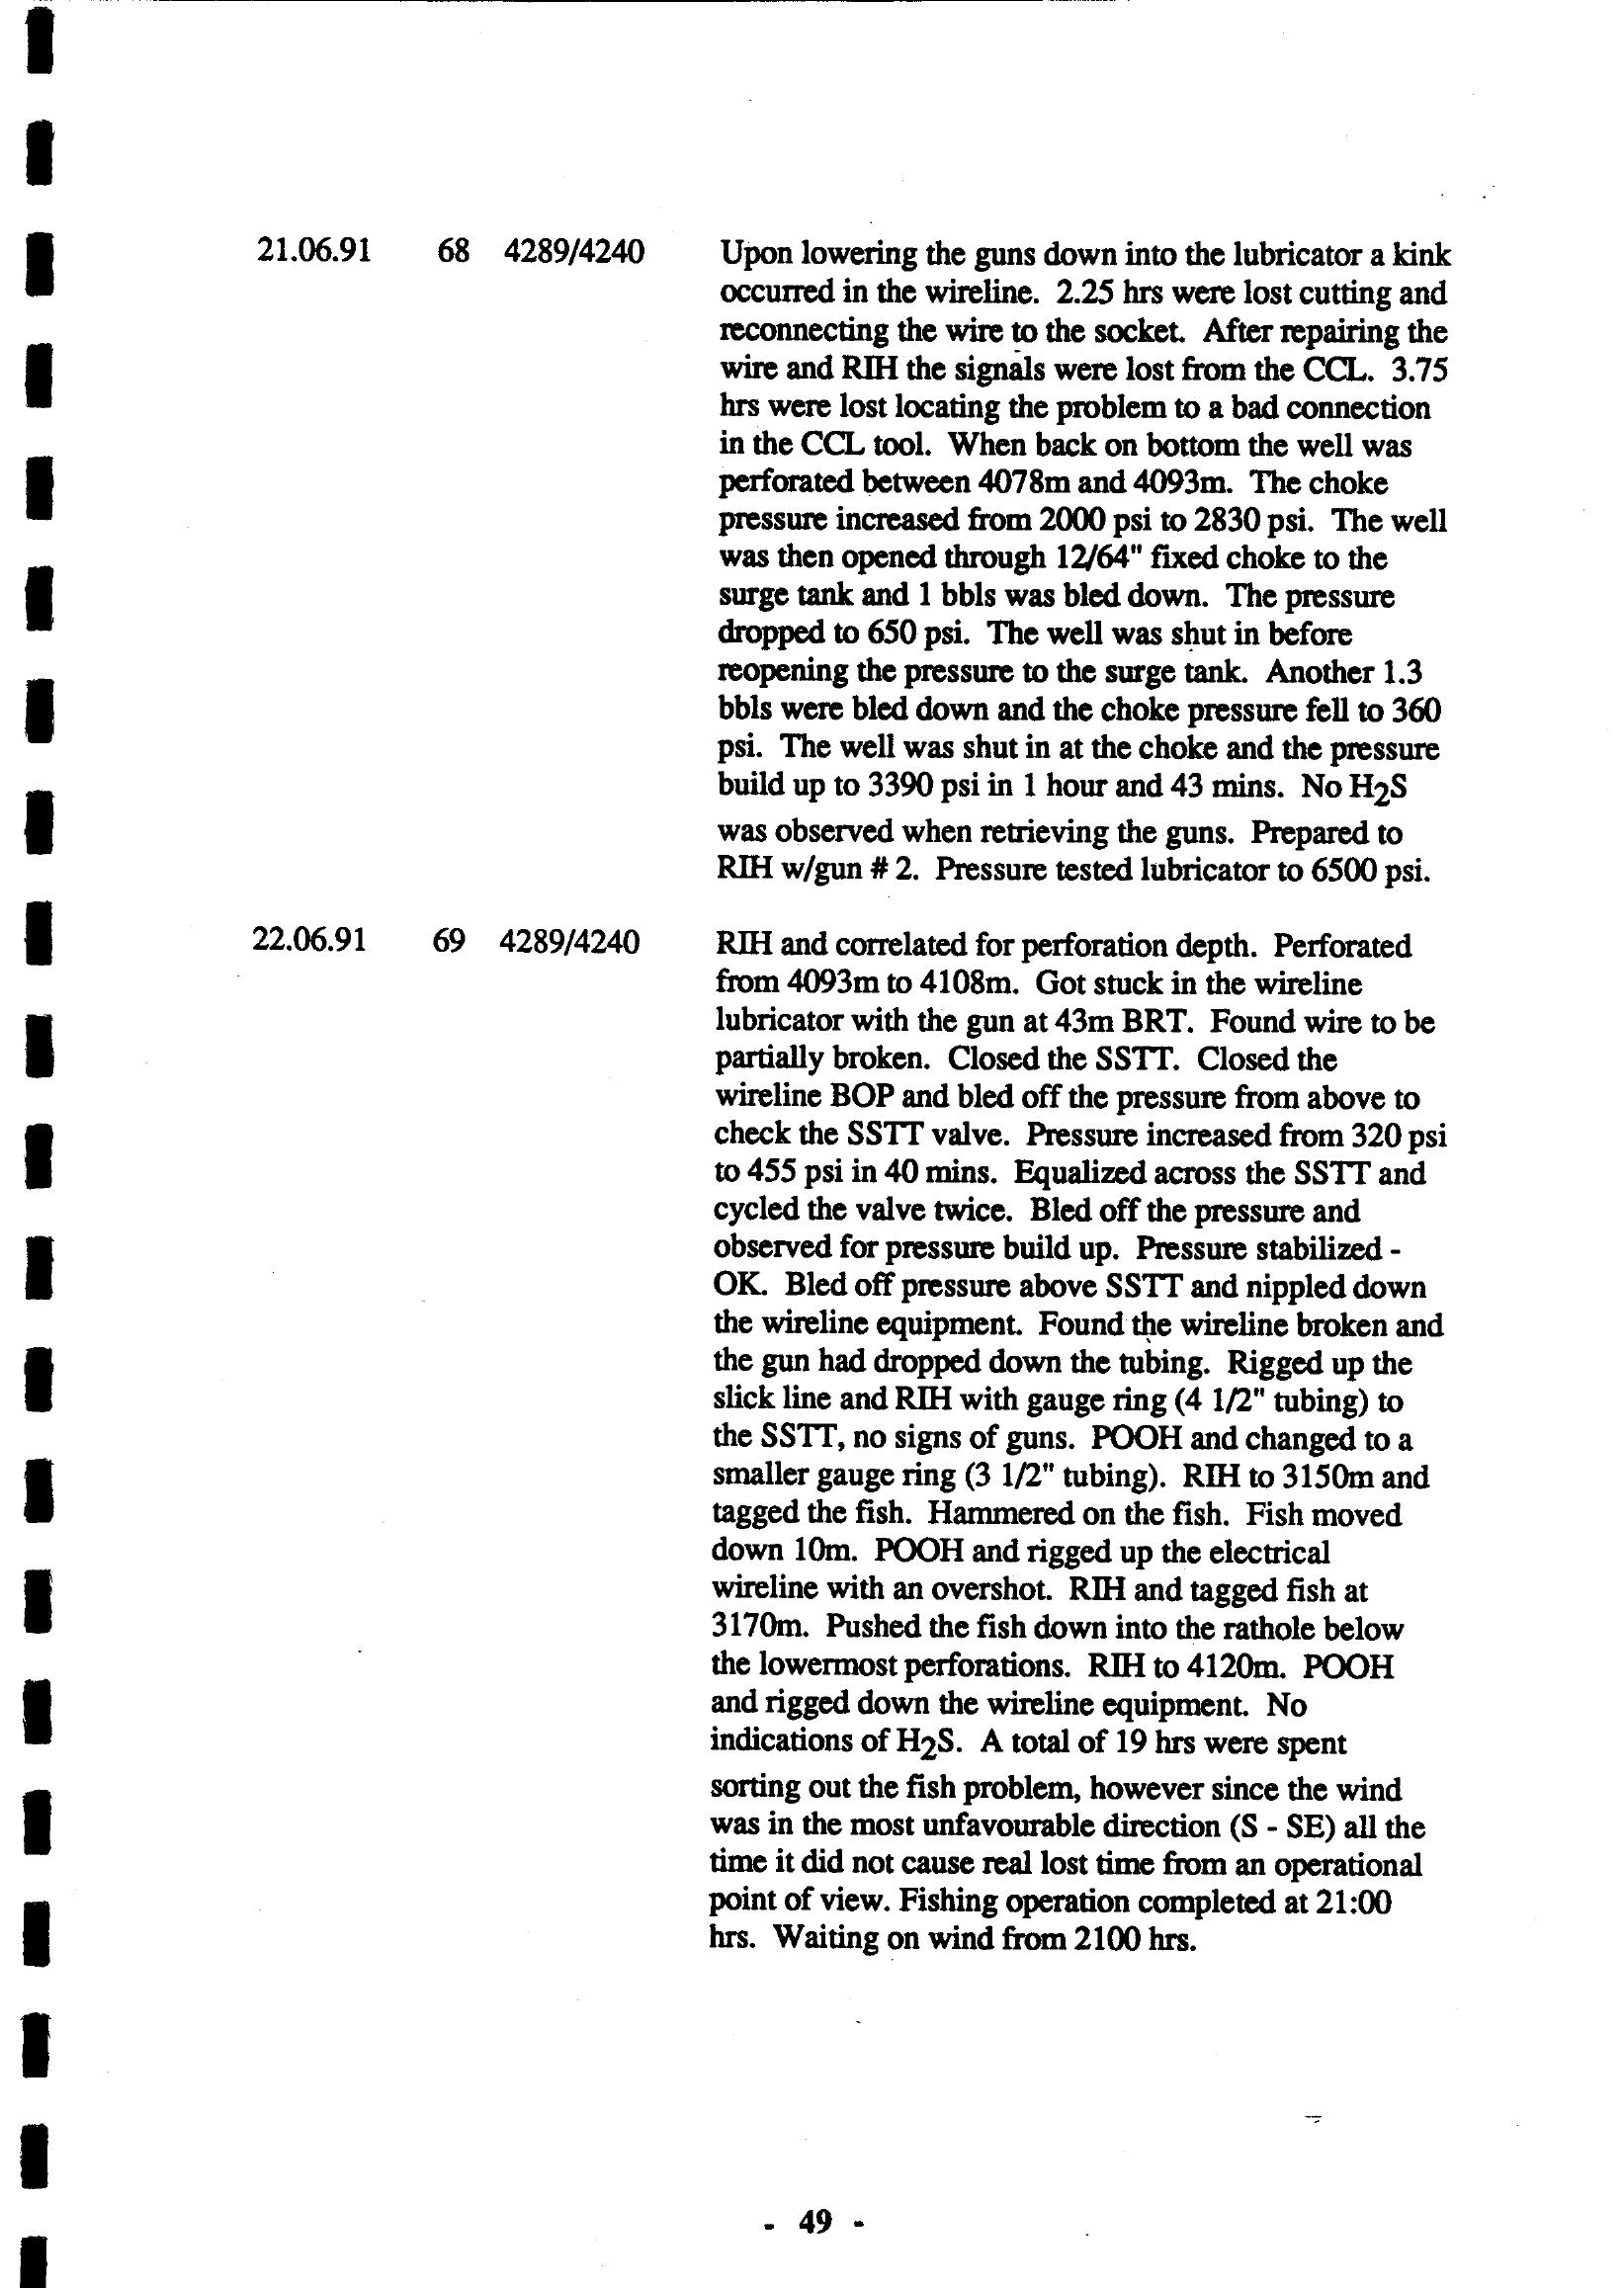 21.06.91 68 4289/4240 Upon lowering the guns down into the lubricator a kink
occurred in the wireline. 2.25 hrs were lost cutting and
reconnecting the wire to the socket. After repairing the
wire and RIH the signals were lost from the CCL. 3.75
hrs were lost locating the problem to a bad connection
in the CCL tool. When back on bottom the well was
perforated between 4078m and 4093m. The choke
pressure increased from 2000 psi to 2830 psi. The well
was then opened through 12/64" fixed choke to the
surge tank and 1 bbls was bled down. The pressure
dropped to 650 psi. The well was shut in before
reopening the pressure to the surge tank. Another 1.3
bbls were bled down and the choke pressure fell to 360
psi. The well was shut in at the choke and the pressure
build up to 3390 psi in 1 hour and 43 mins. No H2S
was observed when retrieving the guns. Prepared to
RIH w/gun # 2. Pressure tested lubricator to 6500 psi.
22.06.91 69 4289/4240 RIH and correlated for perforation depth. Perforated
from 4093m to 4108m. Got stuck in the wireline
lubricator with the gun at 43m BRT. Found wire to be
partially broken. Closed the SSTT. Closed the
wireline BOP and bled off the pressure from above to
check the SSTT valve. Pressure increased from 320 psi
to 455 psi in 40 mins. Equalized across the SSTT and
cycled the valve twice. Bled off the pressure and
observed for pressure build up. Pressure stabilized -
OK. Bled off pressure above SSTT and nippled down
the wireline equipment. Found the wireline broken and
the gun had dropped down the tubing. Rigged up the
slick line and RIH with gauge ring (4 1/2" tubing) to
the SSTT, no signs of guns. POOH and changed to a
smaller gauge ring (3 1/2" tubing). RIH to 3150m and
tagged the fish. Hammered on the fish. Fish moved
down 10m. POOH and rigged up the electrical
wireline with an overshot. RIH and tagged fish at
3170m. Pushed the fish down into the rathole below
the lowermost perforations. RIH to 4120m. POOH
and rigged down the wireline equipment. No
indications of H2S. A total of 19 hrs were spent
sorting out the fish problem, however since the wind
was in the most unfavourable direction (S - SE) all the
time it did not cause real lost time from an operational
point of view. Fishing operation completed at 21:00
hrs. Waiting on wind from 2100 hrs.
- 49 -